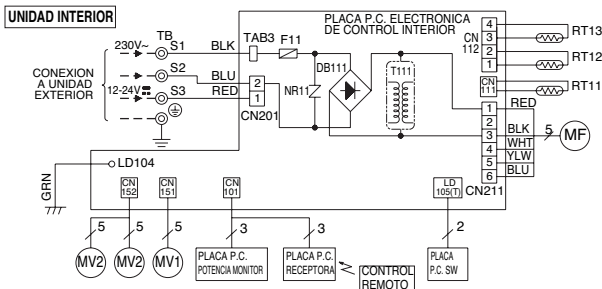 UNIDAD INTERIOR
PLACA P.C. ELECTRONICA
DE CONTROL INTERIOR
TB
230V~
S1
BLK
TAB3
F11
CONEXION
A UNIDAD
EXTERIOR
S2
BLU
2
12-24V
S3
RED
1
CN201
NR11
DB111
T111
CN
112
4
3
2
1
RT13
RT12
CN
111
RT11
1
2
3
4
5
6
RED
BLK
WHT
YLW
BLU
5
MF
CN211
LD104
GRN
CN
152
CN
151
CN
101
LD
105(T)
5
5
5
3
3
2
MV2
MV2
MV1
PLACA P.C.
POTENCIA MONITOR
PLACA P.C.
RECEPTORA
CONTROL
REMOTO
PLACA
P.C. SW